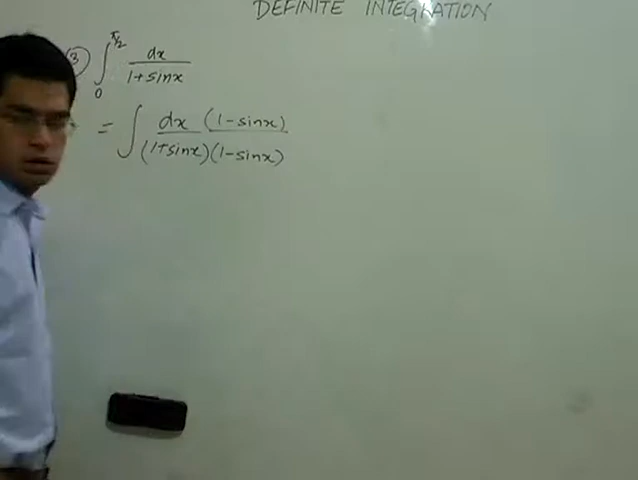 DEFINITE INTEGRATION
③ ∫₀^{π/2} dx / (1+sinx)
= ∫ dx (1-sinx) / (1+sinx)(1-sinx)